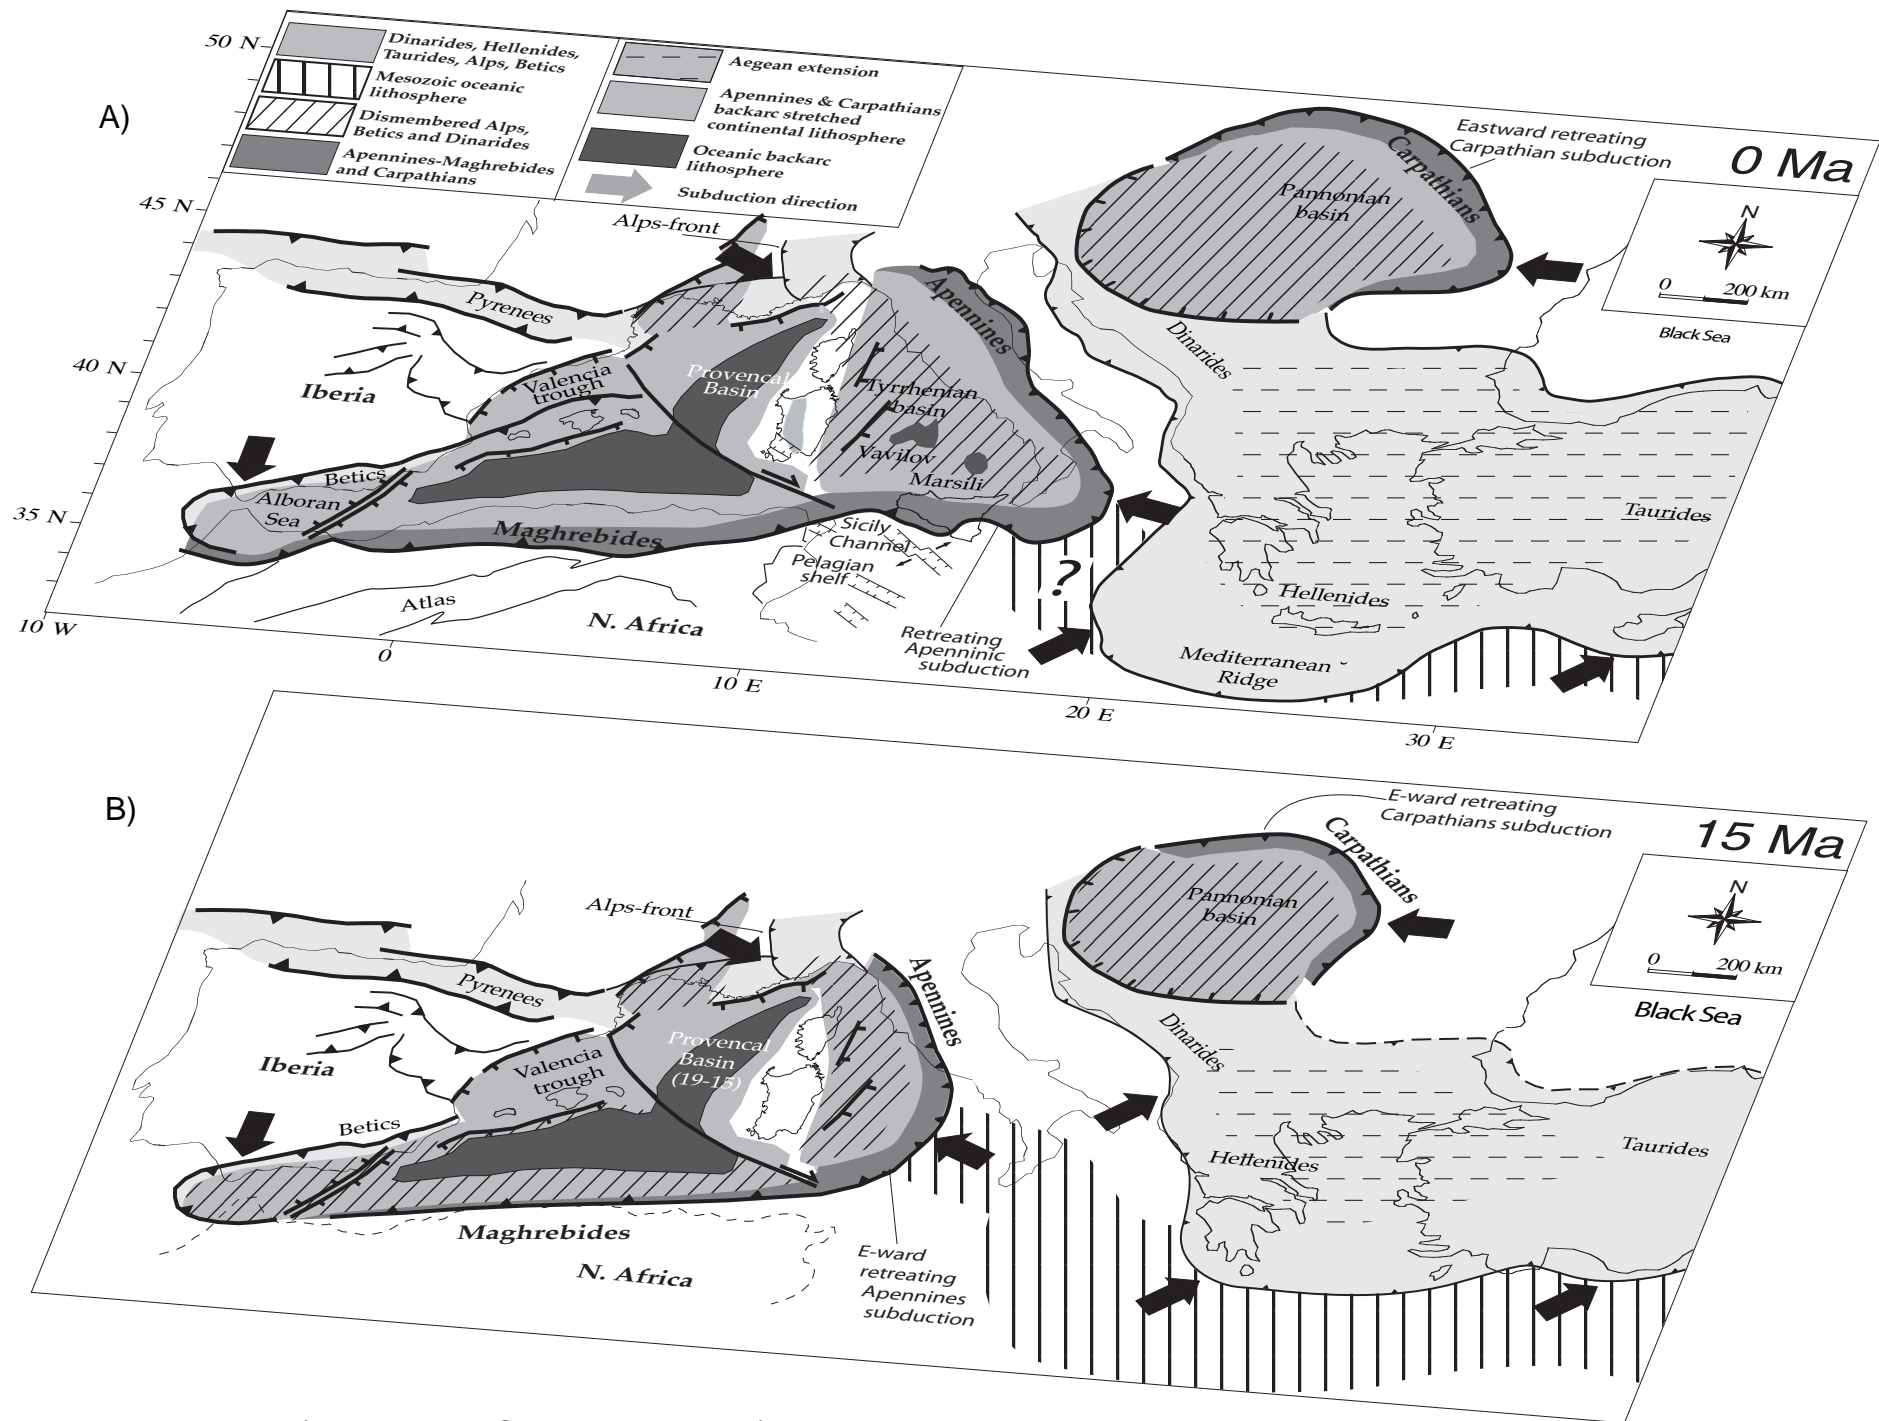 A)
50 N
45 N
40 N
35 N
10 W
0
10 E
20 E
30 E
Dinarides, Hellenides,
Taurides, Alps, Betics
Mesozoic oceanic
lithosphere
Dismembered Alps,
Betics and Dinarides
Apennines-Maghrebides
and Carpathians
Aegean extension
Apennines & Carpathians
backarc stretched
continental lithosphere
Oceanic backarc
lithosphere
Subduction direction
0 Ma
N
0 200 km
Black Sea
Eastward retreating
Carpathian subduction
Carpathians
Pannonian
basin
Alps-front
Pyrenees
Iberia
Valencia
trough
Provencal
Basin
Apennines
Tyrrhenian
basin
Vavilov
Marsili
Dinarides
Betics
Alboran
Sea
Maghrebides
Sicily
Channel
Pelagian
shelf
Atlas
N. Africa
Retreating
Apenninic
subduction
?
Taurides
Hellenides
Mediterranean
Ridge
B)
15 Ma
N
0 200 km
Black Sea
E-ward retreating
Carpathians subduction
Carpathians
Pannonian
basin
Alps-front
Pyrenees
Iberia
Valencia
trough
Provencal
Basin
(19-15)
Apennines
Dinarides
Betics
Maghrebides
N. Africa
E-ward
retreating
Apennines
subduction
Hellenides
Taurides